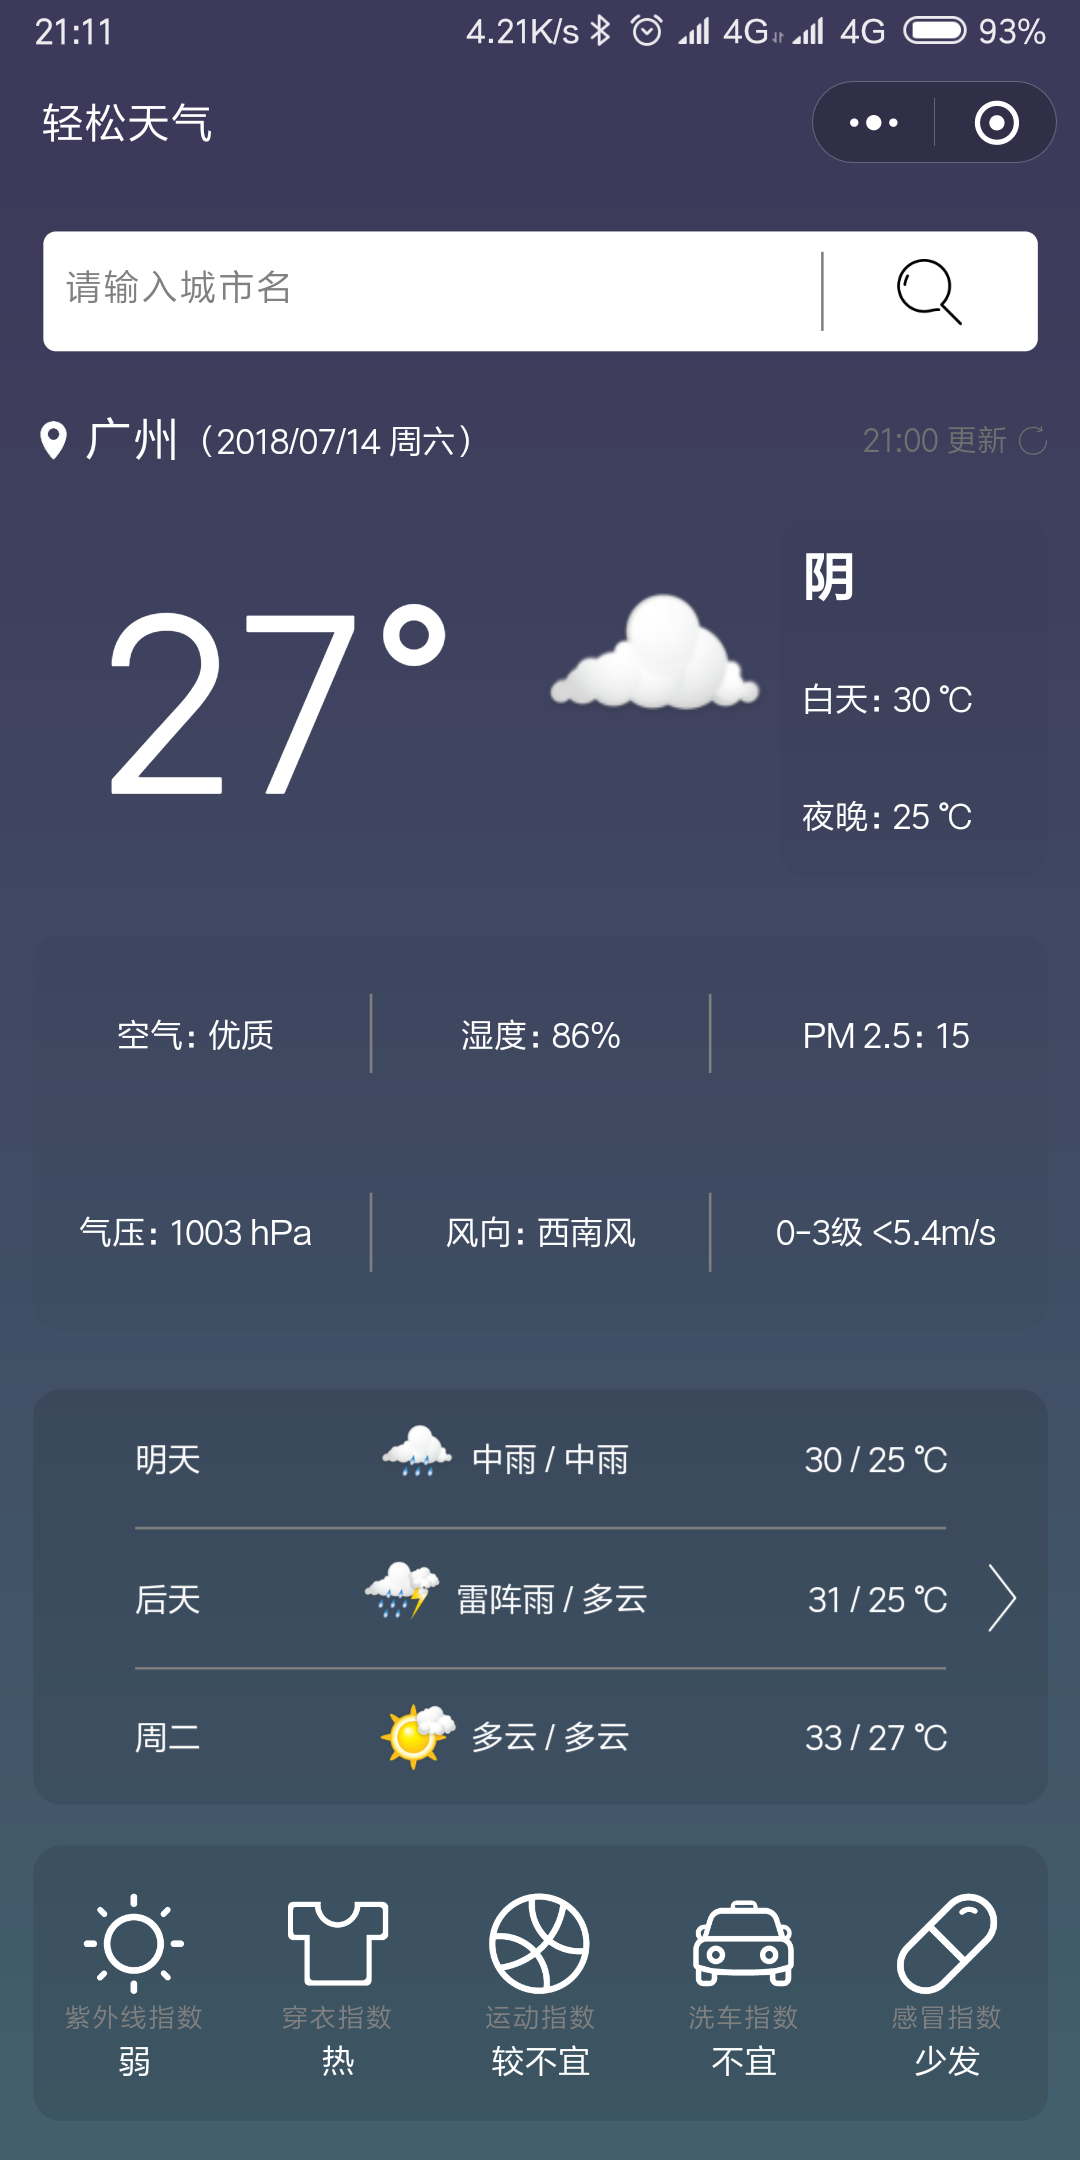 21:11 4.21K/s 4G 4G 93%
轻松天气
请输入城市名
广州（2018/07/14 周六） 21:00 更新
27°
阴
白天：30 ℃
夜晚：25 ℃
空气：优质 湿度：86% PM 2.5：15
气压：1003 hPa 风向：西南风 0-3级 <5.4m/s
明天 中雨 / 中雨 30 / 25 ℃
后天 雷阵雨 / 多云 31 / 25 ℃
周二 多云 / 多云 33 / 27 ℃
紫外线指数 穿衣指数 运动指数 洗车指数 感冒指数
弱 热 较不宜 不宜 少发